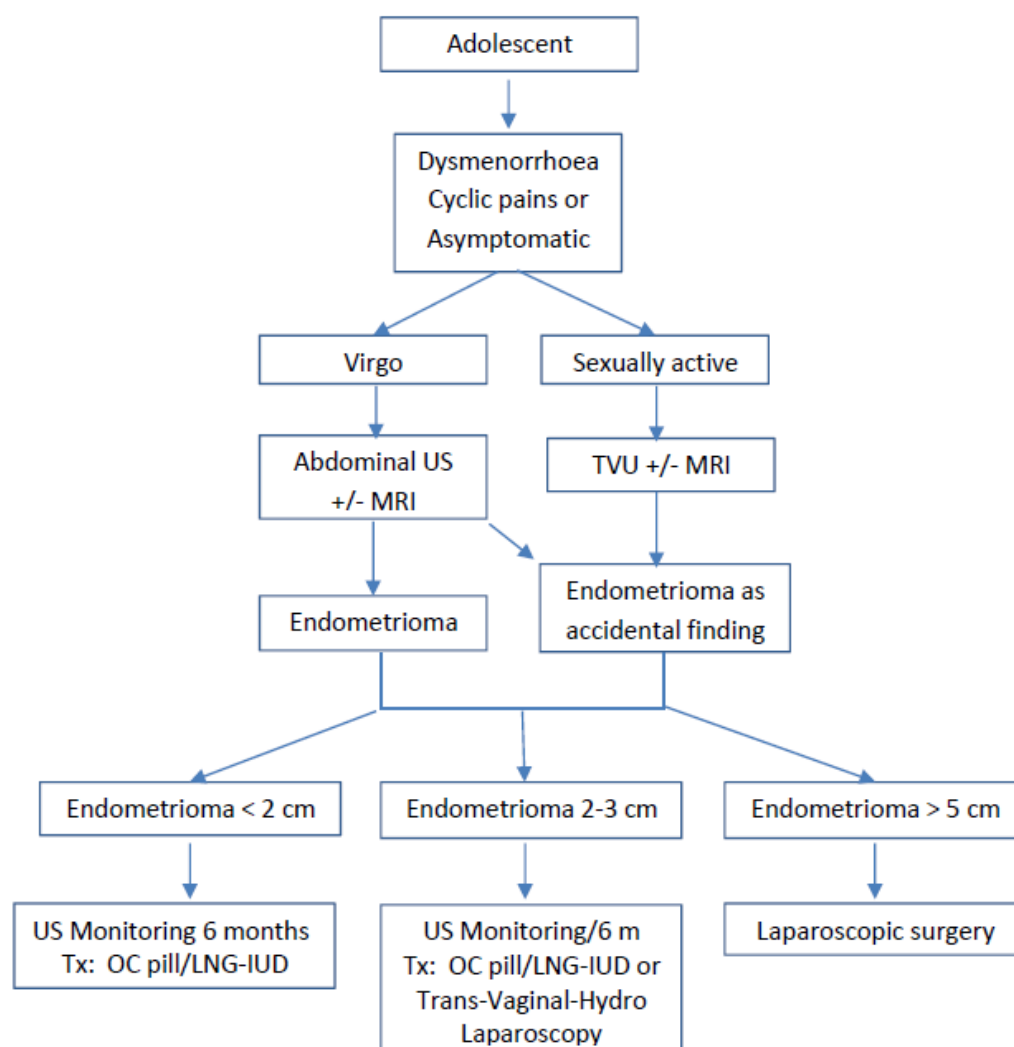 Adolescent
Dysmenorrhoea
Cyclic pains or
Asymptomatic
Virgo
Sexually active
Abdominal US
+/- MRI
TVU +/- MRI
Endometrioma
Endometrioma as
accidental finding
Endometrioma < 2 cm
Endometrioma 2-3 cm
Endometrioma > 5 cm
US Monitoring 6 months
Tx: OC pill/LNG-IUD
US Monitoring/6 m
Tx: OC pill/LNG-IUD or
Trans-Vaginal-Hydro
Laparoscopy
Laparoscopic surgery